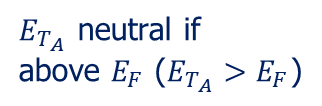 $E_{T_A}$ neutral if
above $E_F$ ($E_{T_A} > E_F$)